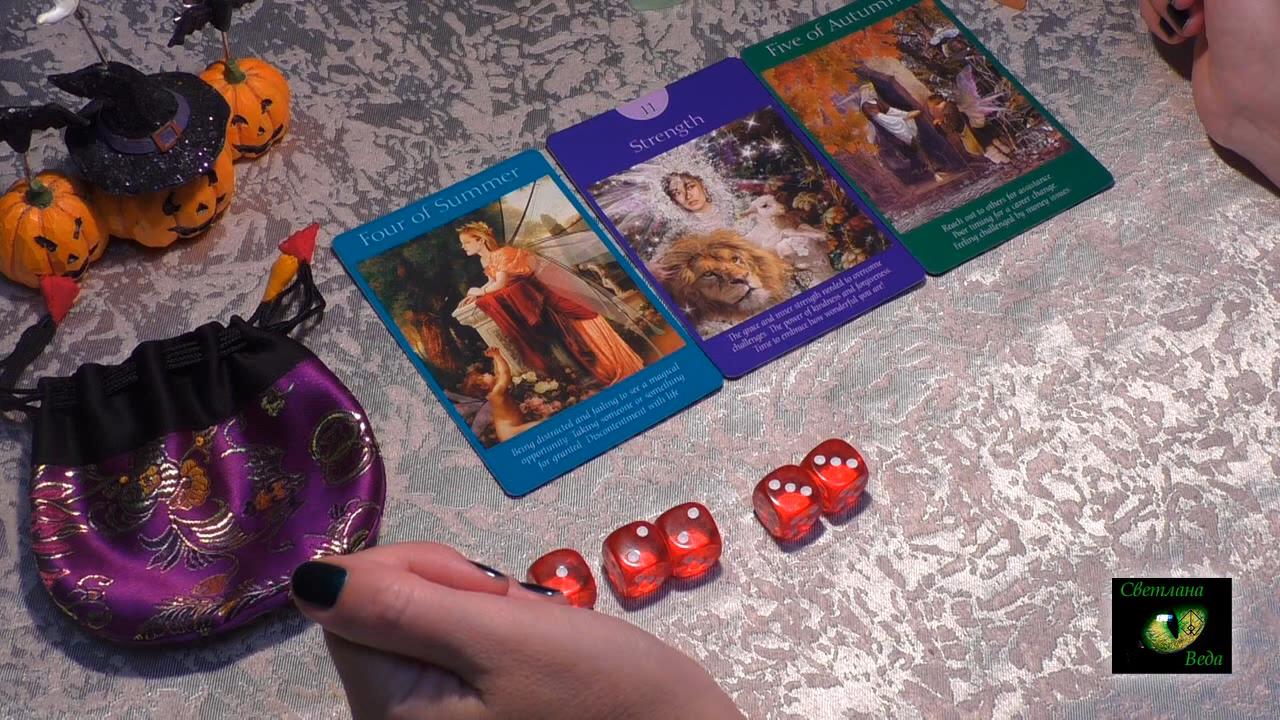 Four of Summer
Being distracted and failing to see a magical
opportunity Taking someone or something
for granted Discontentment with life
11
Strength
The grace and inner strength needed to overcome
challenges The power of kindness and forgiveness
Time to embrace how wonderful you are!
Five of Autumn
Reach out to others for assistance
Poor timing for a career change
Feeling challenged by money issues
Светлана
Веда